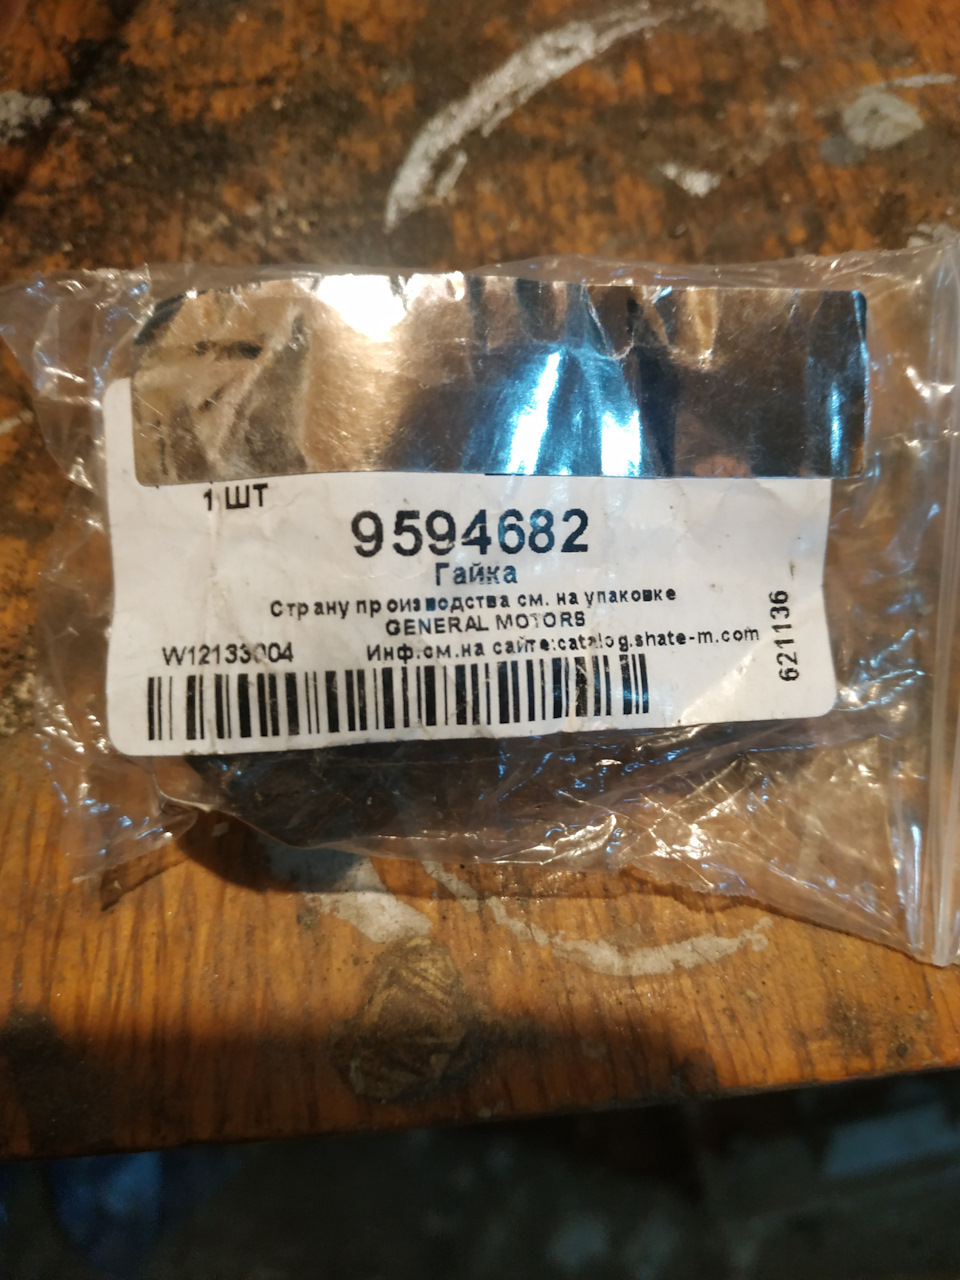 1 ШТ
9594682
Гайка
Страну производства см. на упаковке
GENERAL MOTORS
W12133004 Инф.см.на сайте:catalog.shate-m.com
621136